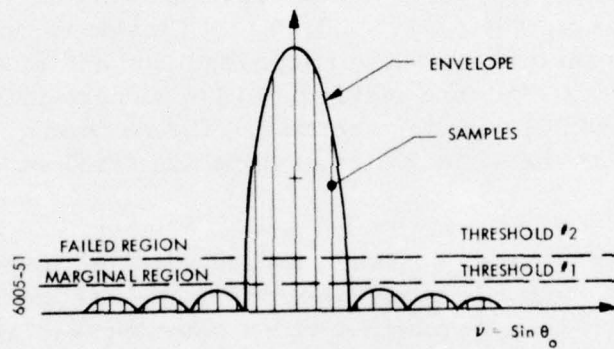 ENVELOPE
SAMPLES
FAILED REGION
THRESHOLD #2
MARGINAL REGION
THRESHOLD #1
6005-51
ν = Sin θo